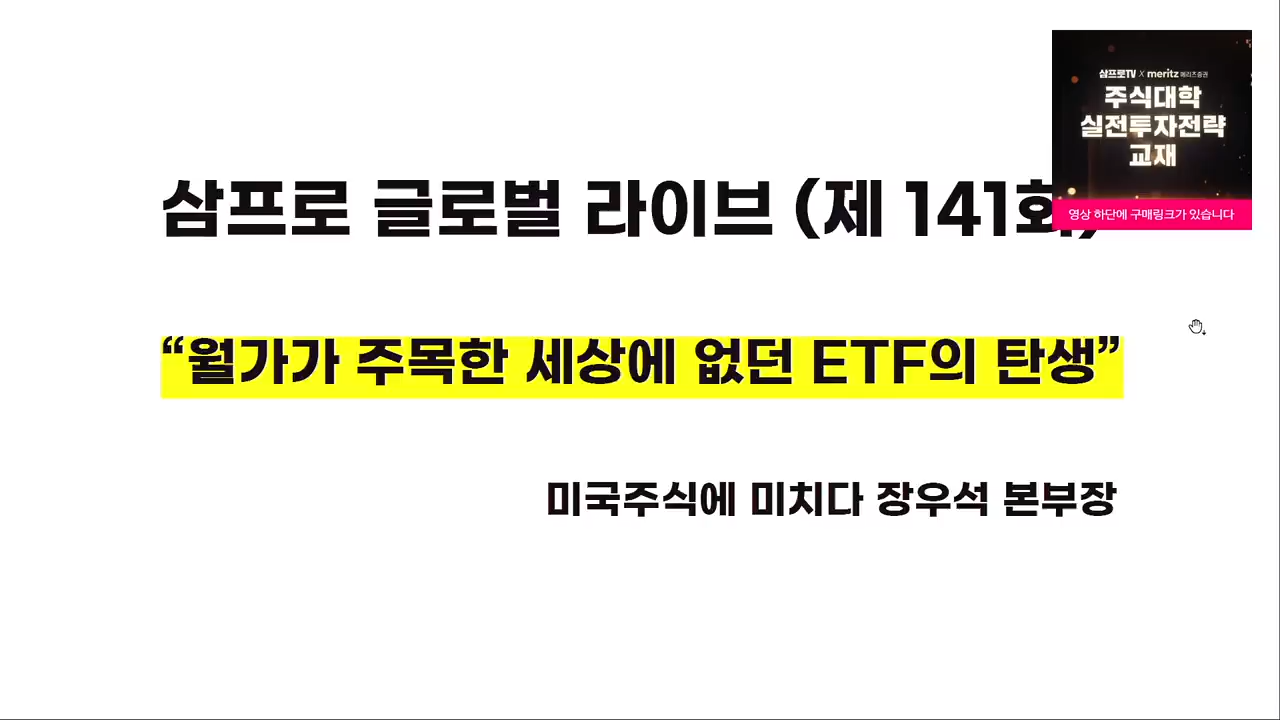 삼프로TV X meritz 메리츠증권
주식대학
실전투자전략
교재
영상 하단에 구매링크가 있습니다
삼프로 글로벌 라이브 (제 141회)
“월가가 주목한 세상에 없던 ETF의 탄생”
미국주식에 미치다 장우석 본부장